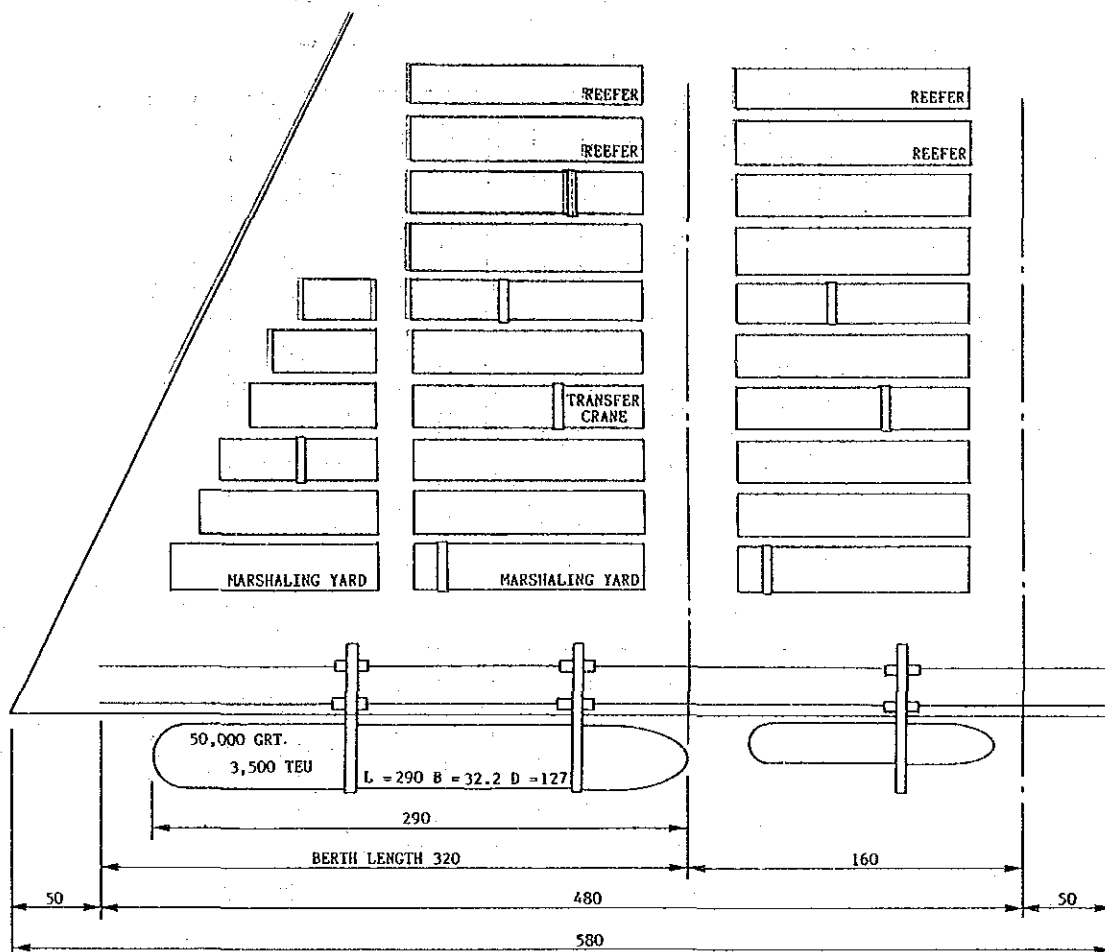 REEFER
REEFER
REEFER
REEFER
TRANSFER
CRANE
MARSHALING YARD
MARSHALING YARD
50,000 GRT.
3,500 TEU
L = 290 B = 32.2 D = 127
290
BERTH LENGTH 320
160
50
480
50
580